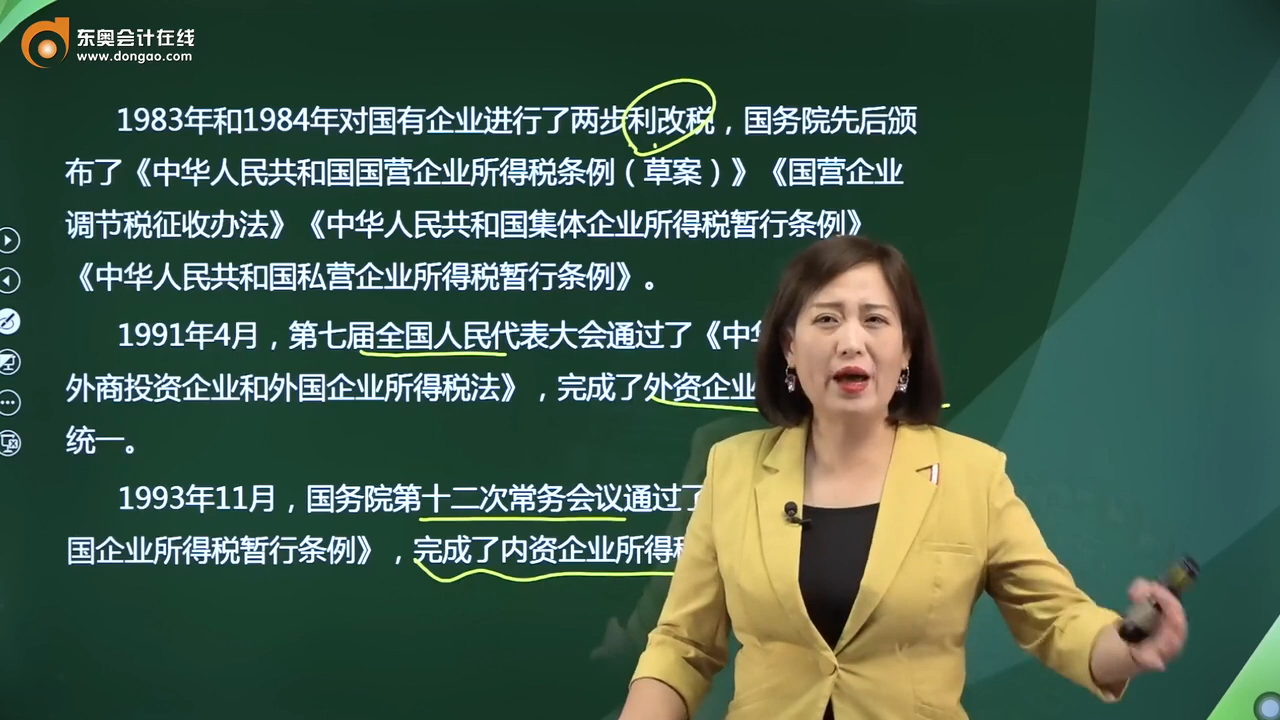 东奥会计在线
www.dongao.com
1983年和1984年对国有企业进行了两步利改税，国务院先后颁
布了《中华人民共和国国营企业所得税条例（草案）》《国营企业
调节税征收办法》《中华人民共和国集体企业所得税暂行条例》
《中华人民共和国私营企业所得税暂行条例》。
1991年4月，第七届全国人民代表大会通过了《中华
外商投资企业和外国企业所得税法》，完成了外资企业
统一。
1993年11月，国务院第十二次常务会议通过了
国企业所得税暂行条例》，完成了内资企业所得税